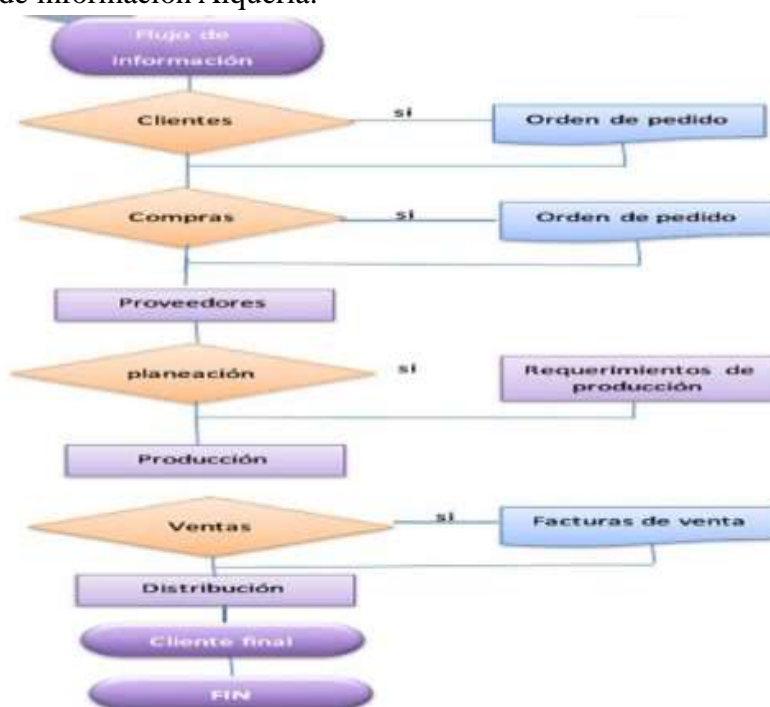 de Información Alquería.
Flujo de
información
Clientes
si
Orden de pedido
Compras
si
Orden de pedido
Proveedores
planeación
si
Requerimientos de
producción
Producción
Ventas
si
Facturas de venta
Distribución
Cliente final
FIN